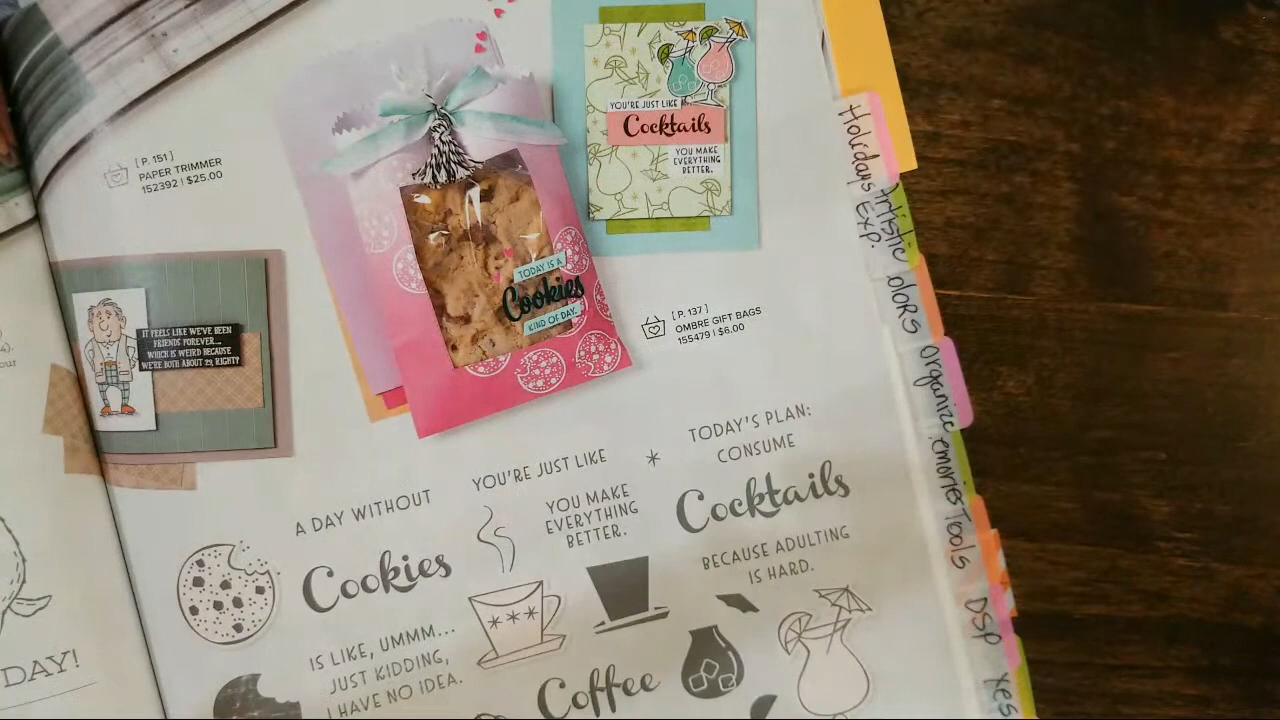 [ P. 151 ]
PAPER TRIMMER
152392 | $25.00
YOU'RE JUST LIKE
Cocktails
YOU MAKE
EVERYTHING
BETTER.
TODAY IS A
Cookies
KIND OF DAY.
[ P. 137 ]
OMBRE GIFT BAGS
155479 | $6.00
IT FEELS LIKE WE'VE BEEN
FRIENDS FOREVER...
WHICH IS WEIRD BECAUSE
WE'RE BOTH ABOUT 29, RIGHT?
A DAY WITHOUT
Cookies
IS LIKE, UMMM...
JUST KIDDING,
I HAVE NO IDEA.
YOU'RE JUST LIKE
YOU MAKE
EVERYTHING
BETTER.
Coffee
TODAY'S PLAN:
CONSUME
Cocktails
BECAUSE ADULTING
IS HARD.
DAY!
Holidays
Exp.
Artistic
Organize
Tools
DSP